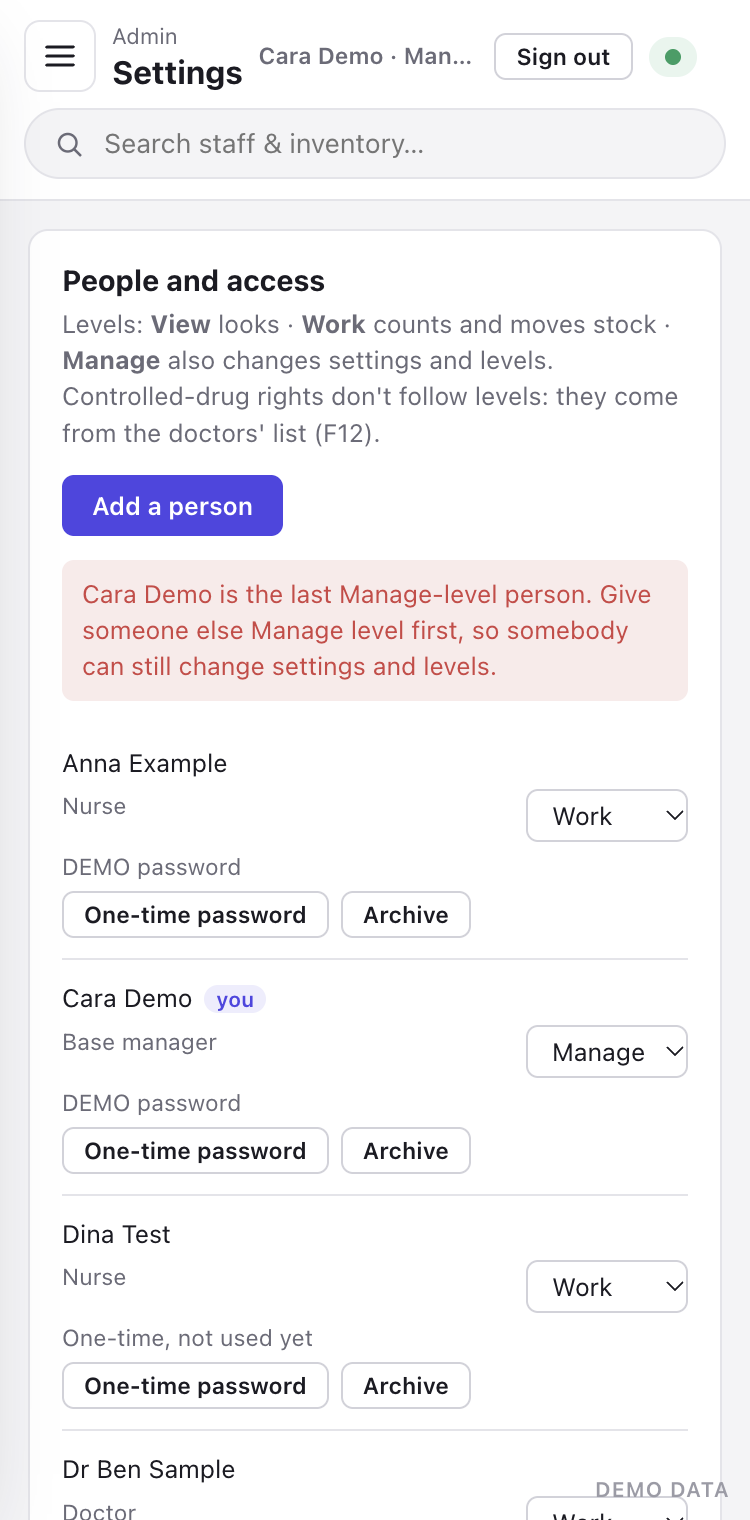 Admin
Settings
Cara Demo · Man...
Sign out
Search staff & inventory...
People and access
Levels: View looks · Work counts and moves stock ·
Manage also changes settings and levels.
Controlled-drug rights don't follow levels: they come
from the doctors' list (F12).
Add a person
Cara Demo is the last Manage-level person. Give
someone else Manage level first, so somebody
can still change settings and levels.
Anna Example
Nurse
Work
DEMO password
One-time password
Archive
Cara Demo you
Base manager
Manage
DEMO password
One-time password
Archive
Dina Test
Nurse
Work
One-time, not used yet
One-time password
Archive
Dr Ben Sample
DEMO DATA
Doctor
Work